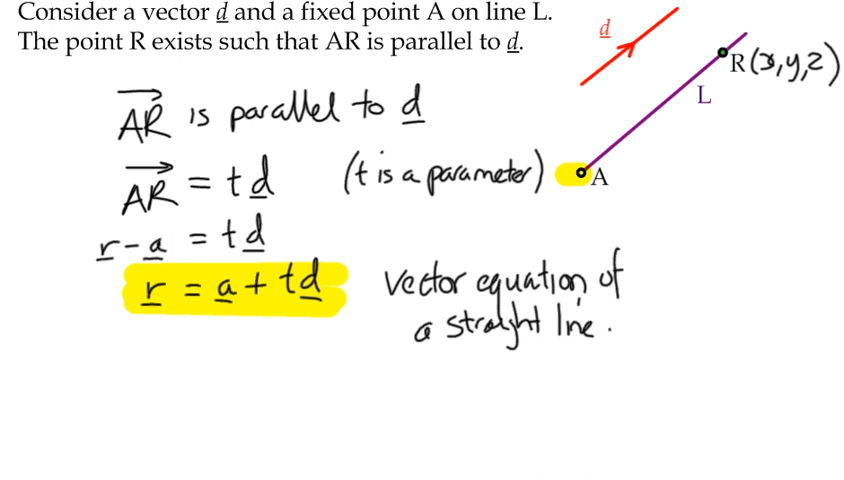 Consider a vector d and a fixed point A on line L.
The point R exists such that AR is parallel to d.
d
R(x,y,z)
L
A
AR is parallel to d
AR = td (t is a parameter)
r-a = td
r = a + td vector equation of
a straight line.